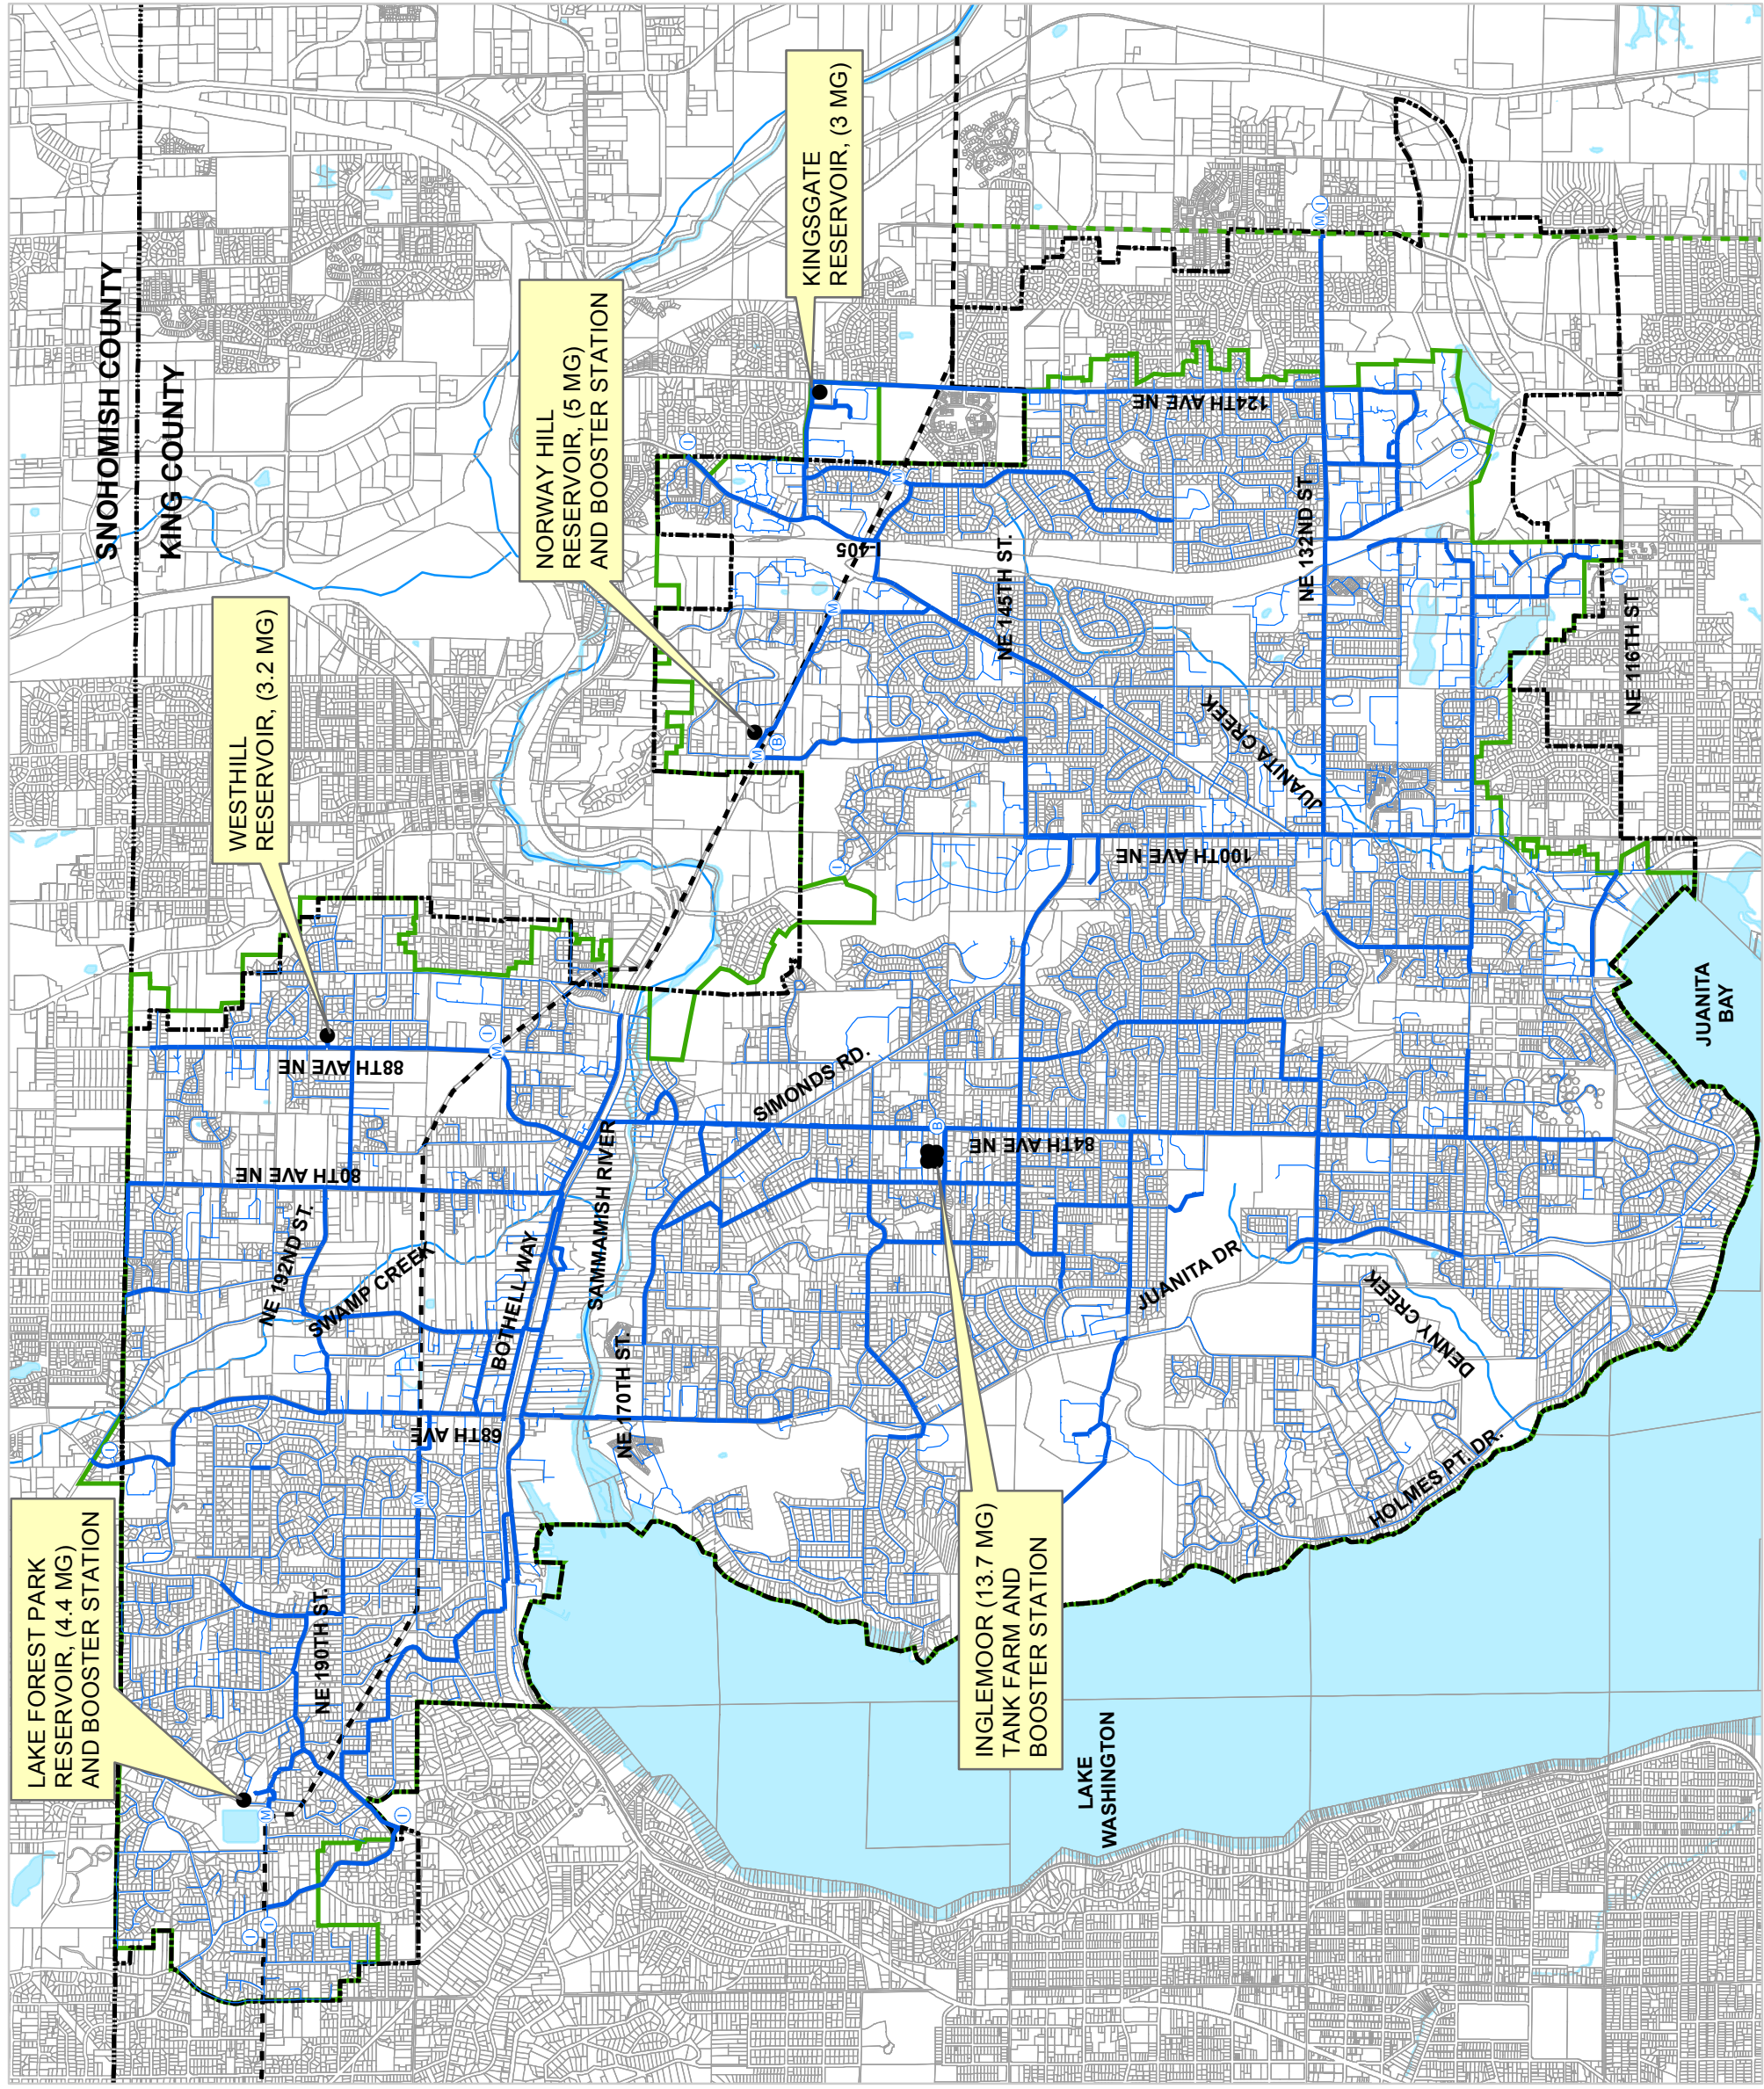 SNOHOMISH COUNTY
KING COUNTY
LAKE FOREST PARK
RESERVOIR, (4.4 MG)
AND BOOSTER STATION
WESTHILL
RESERVOIR, (3.2 MG)
NORWAY HILL
RESERVOIR, (5 MG)
AND BOOSTER STATION
KINGSGATE
RESERVOIR, (3 MG)
INGLEMOOR (13.7 MG)
TANK FARM AND
BOOSTER STATION
NE 190TH ST.
68TH AVE
NE 192ND ST.
SWAMP CREEK
80TH AVE NE
88TH AVE NE
BOTHELL WAY
SAMMAMISH RIVER
NE 170TH ST.
SIMONDS RD.
84TH AVE NE
JUANITA DR
DENNY CREEK
HOLMES PT. DR.
100TH AVE NE
JUANITA CREEK
NE 145TH ST.
I-405
124TH AVE NE
NE 132ND ST
NE 116TH ST
JUANITA
BAY
LAKE
WASHINGTON
M
I
I
I
I
M
M
I
M
B
M
M
I
I
B
I
I
M
I